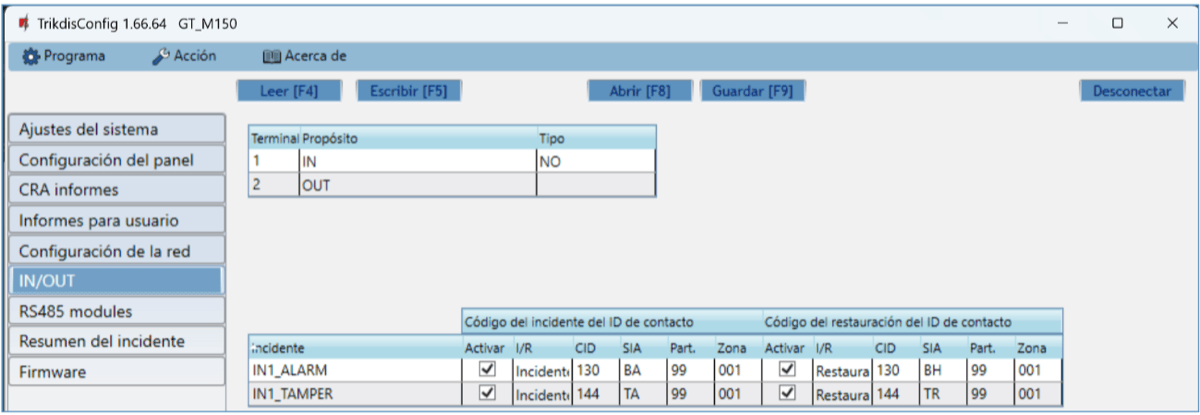 TrikdisConfig 1.66.64 GT_M150
Programa Acción Acerca de
Leer [F4] Escribir [F5] Abrir [F8] Guardar [F9] Desconectar
Ajustes del sistema
Configuración del panel
CRA informes
Informes para usuario
Configuración de la red
IN/OUT
RS485 modules
Resumen del incidente
Firmware
Terminal Propósito Tipo
1 IN NO
2 OUT
Código del incidente del ID de contacto Código del restauración del ID de contacto
Incidente Activar I/R CID SIA Part. Zona Activar I/R CID SIA Part. Zona
IN1_ALARM Incidente 130 BA 99 001 Restaura 130 BH 99 001
IN1_TAMPER Incidente 144 TA 99 001 Restaura 144 TR 99 001